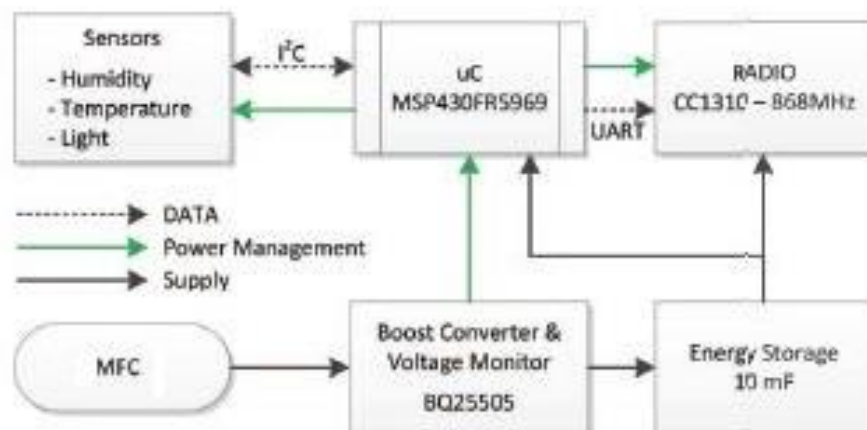 Sensors
- Humidity
- Temperature
- Light
I²C
uC
MSP430FR5969
UART
RADIO
CC1310 – 868MHz
DATA
Power Management
Supply
MFC
Boost Converter &
Voltage Monitor
BQ25505
Energy Storage
10 mF